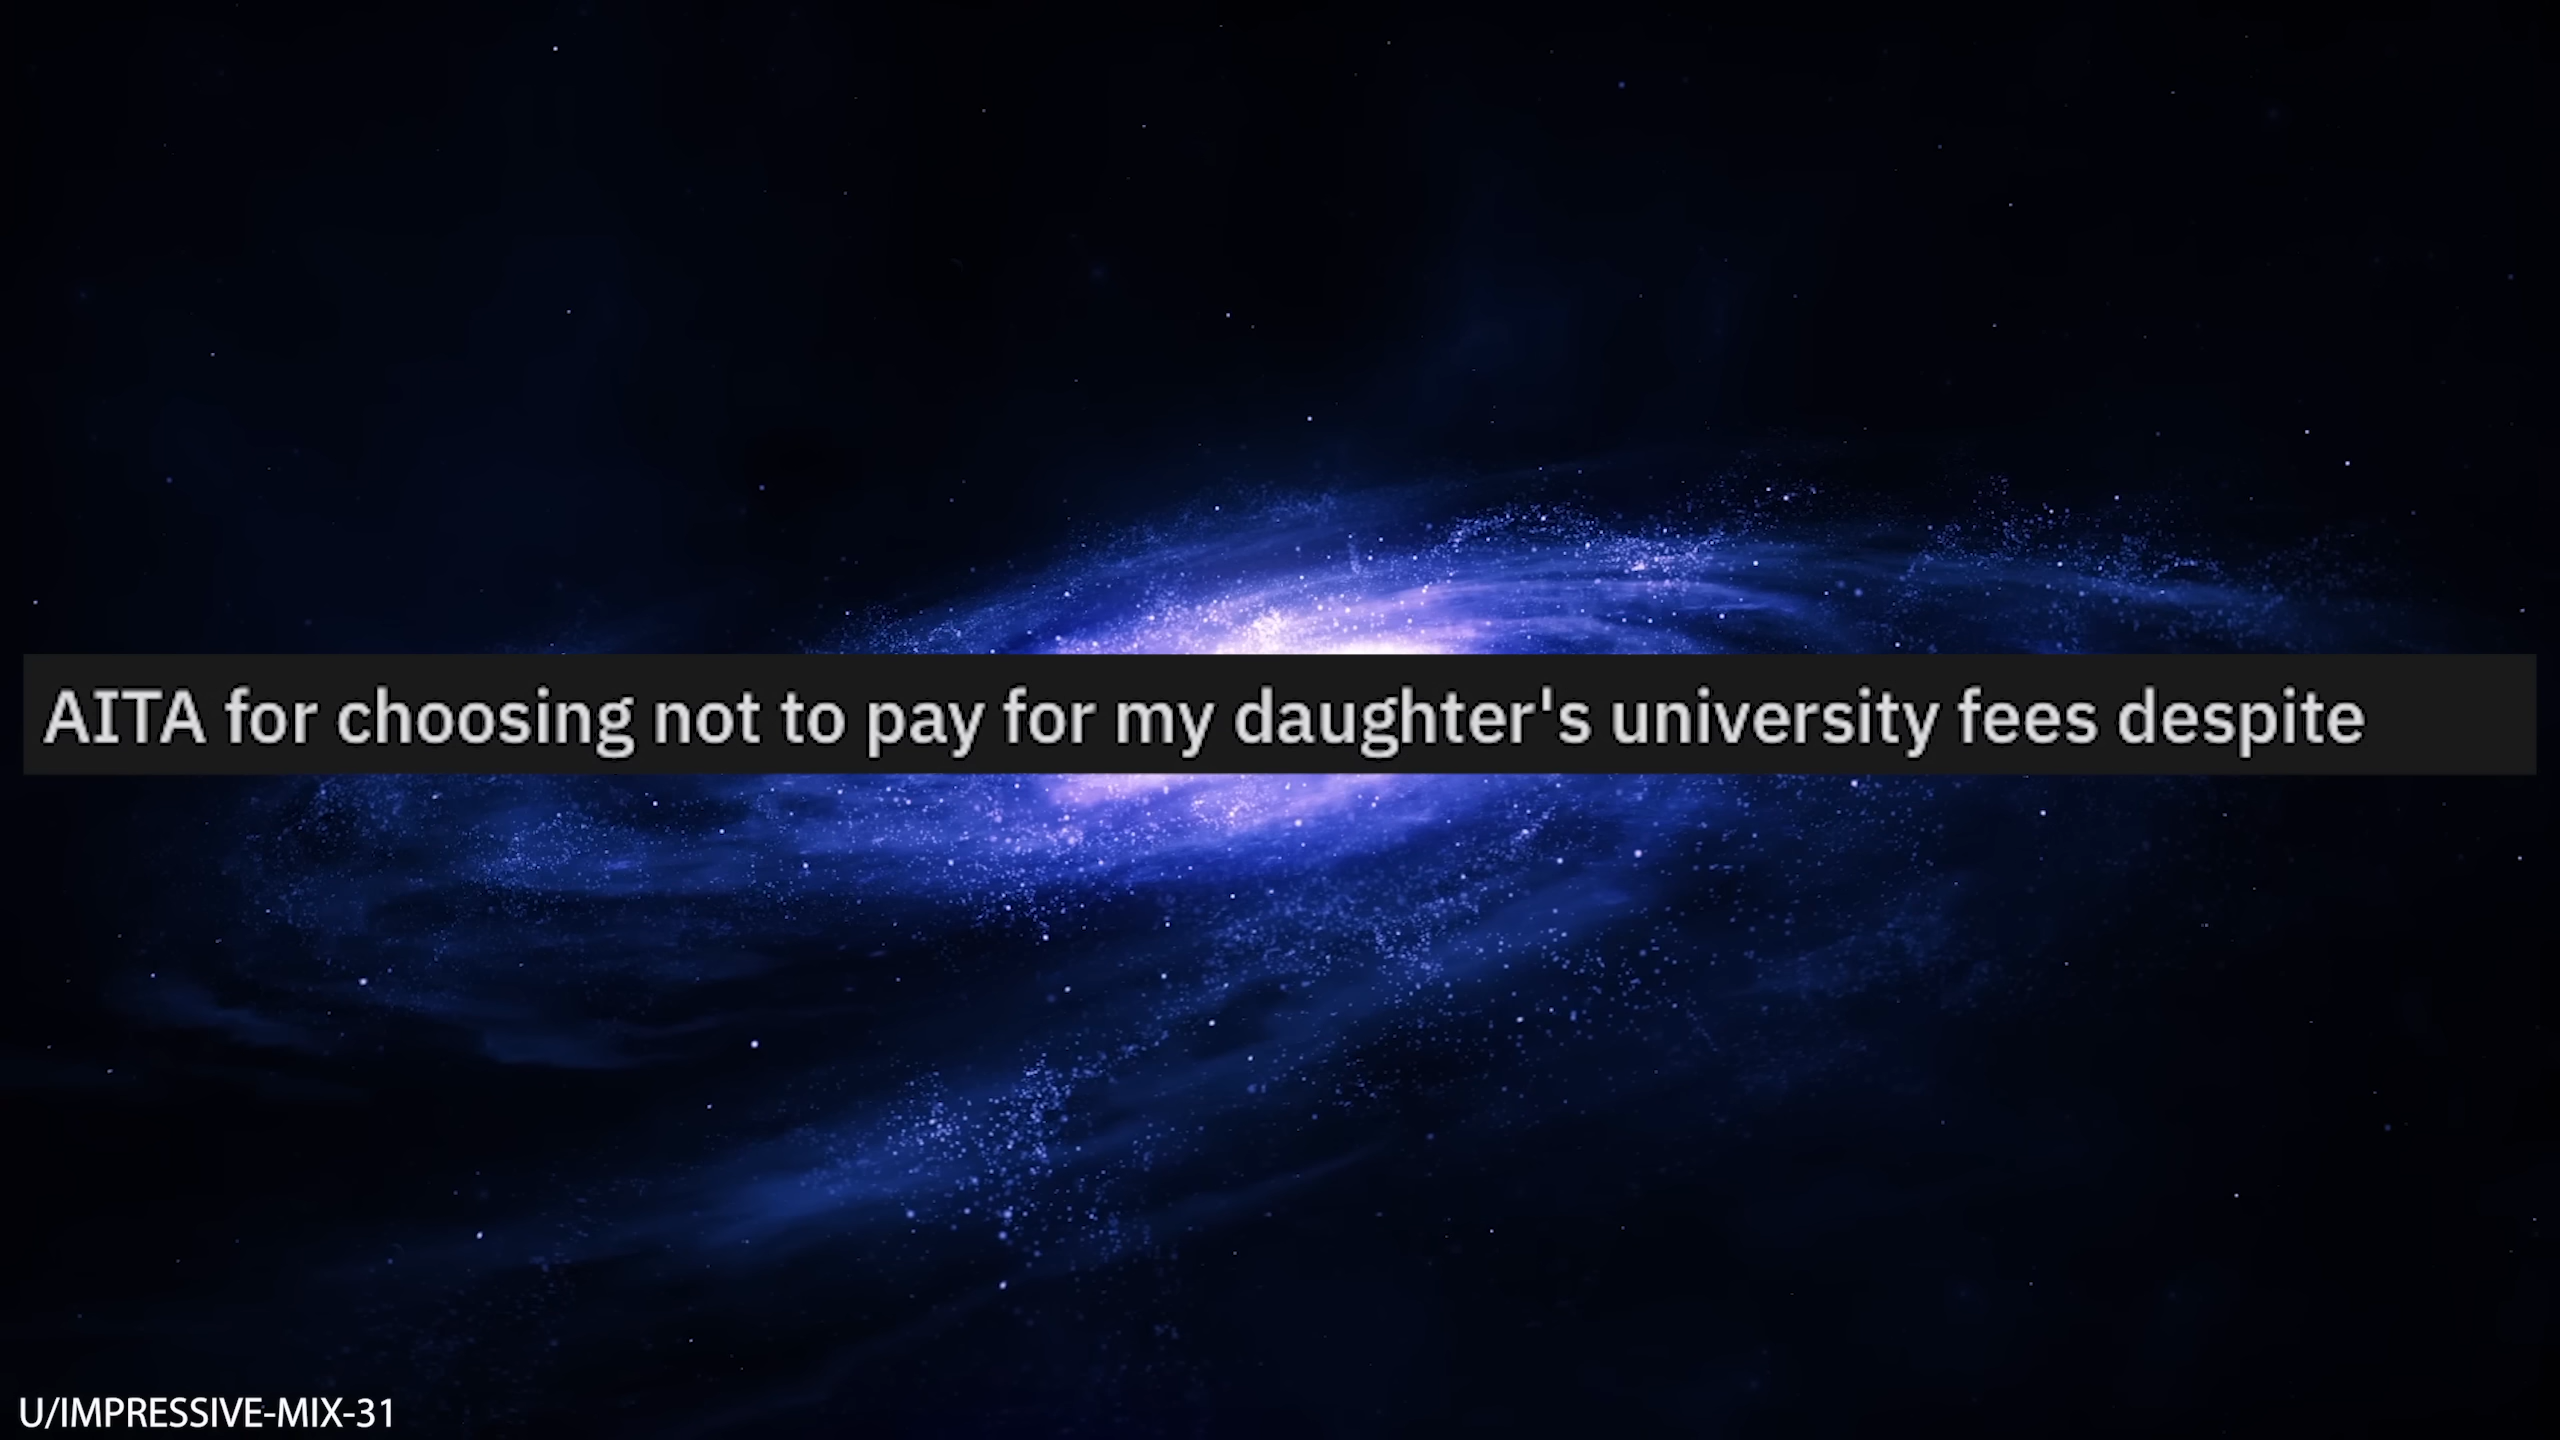 AITA for choosing not to pay for my daughter's university fees despite
U/IMPRESSIVE-MIX-31